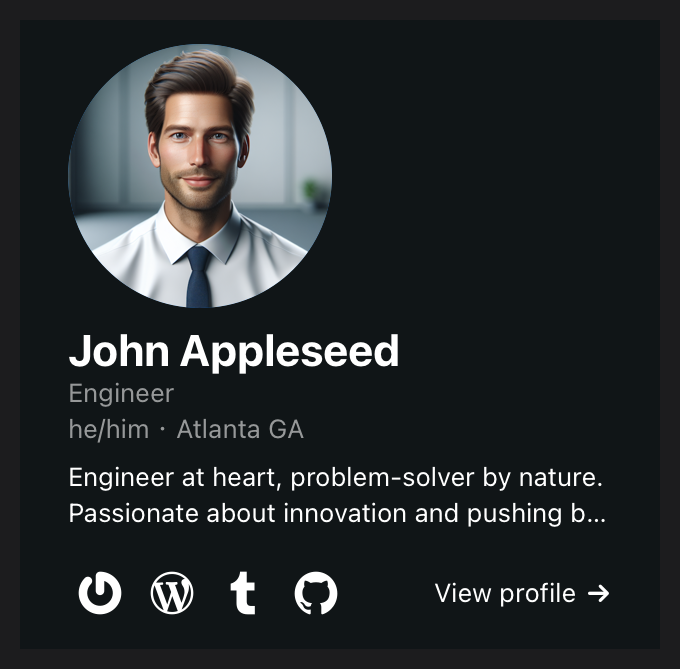 John Appleseed
Engineer
he/him · Atlanta GA
Engineer at heart, problem-solver by nature.
Passionate about innovation and pushing b...
View profile →